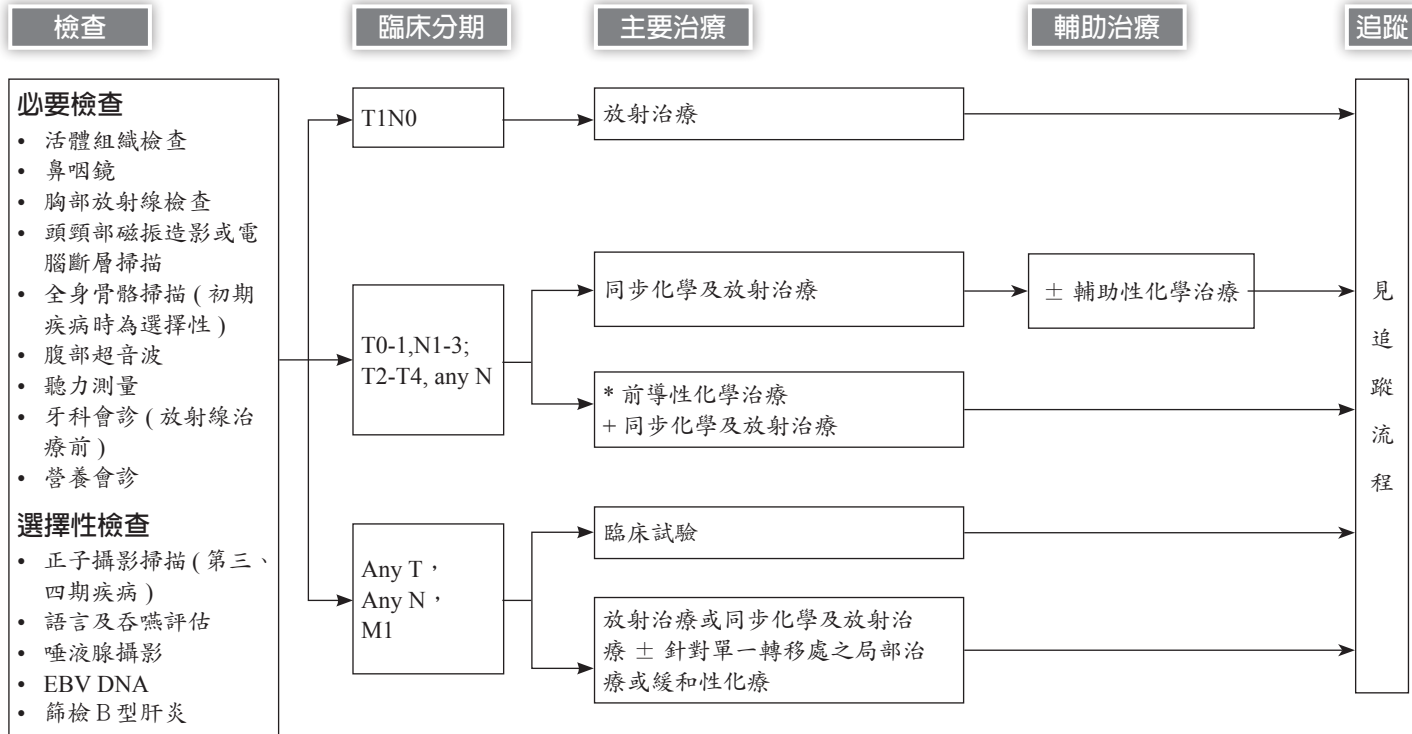 檢查
臨床分期
主要治療
輔助治療
追蹤
必要檢查
• 活體組織檢查
• 鼻咽鏡
• 胸部放射線檢查
• 頭頸部磁振造影或電
腦斷層掃描
• 全身骨骼掃描 ( 初期
疾病時為選擇性 )
• 腹部超音波
• 聽力測量
• 牙科會診 ( 放射線治
療前 )
• 營養會診
選擇性檢查
• 正子攝影掃描 ( 第三、
四期疾病 )
• 語言及吞嚥評估
• 唾液腺攝影
• EBV DNA
• 篩檢Ｂ型肝炎
T1N0
放射治療
T0-1,N1-3;
T2-T4, any N
同步化學及放射治療
± 輔助性化學治療
* 前導性化學治療
+ 同步化學及放射治療
Any T，
Any N，
M1
臨床試驗
放射治療或同步化學及放射治
療 ± 針對單一轉移處之局部治
療或緩和性化療
見
追
蹤
流
程